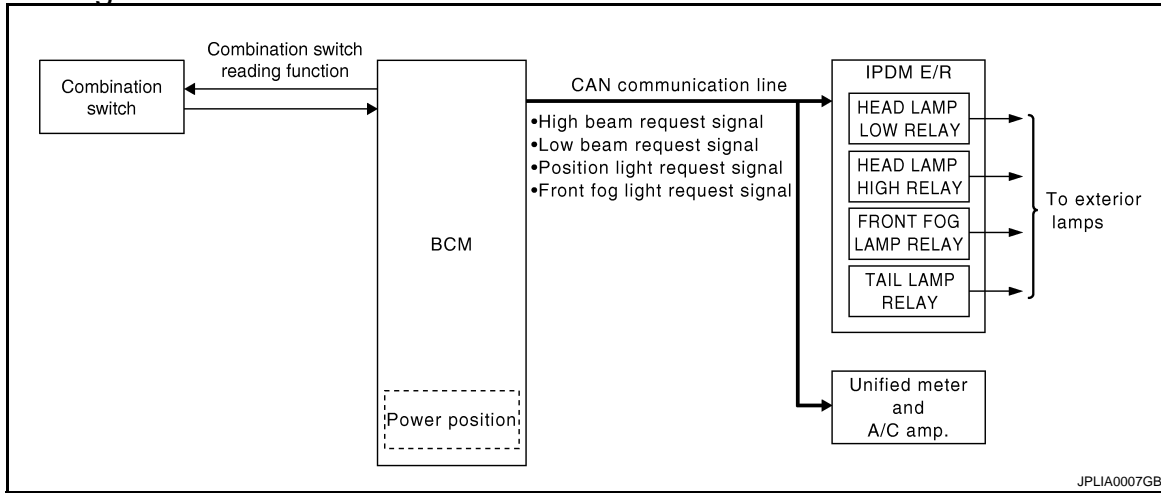 Combination
switch
Combination switch
reading function
BCM
Power position
CAN communication line
•High beam request signal
•Low beam request signal
•Position light request signal
•Front fog light request signal
IPDM E/R
HEAD LAMP
LOW RELAY
HEAD LAMP
HIGH RELAY
FRONT FOG
LAMP RELAY
TAIL LAMP
RELAY
To exterior
lamps
Unified meter
and
A/C amp.
JPLIA0007GB